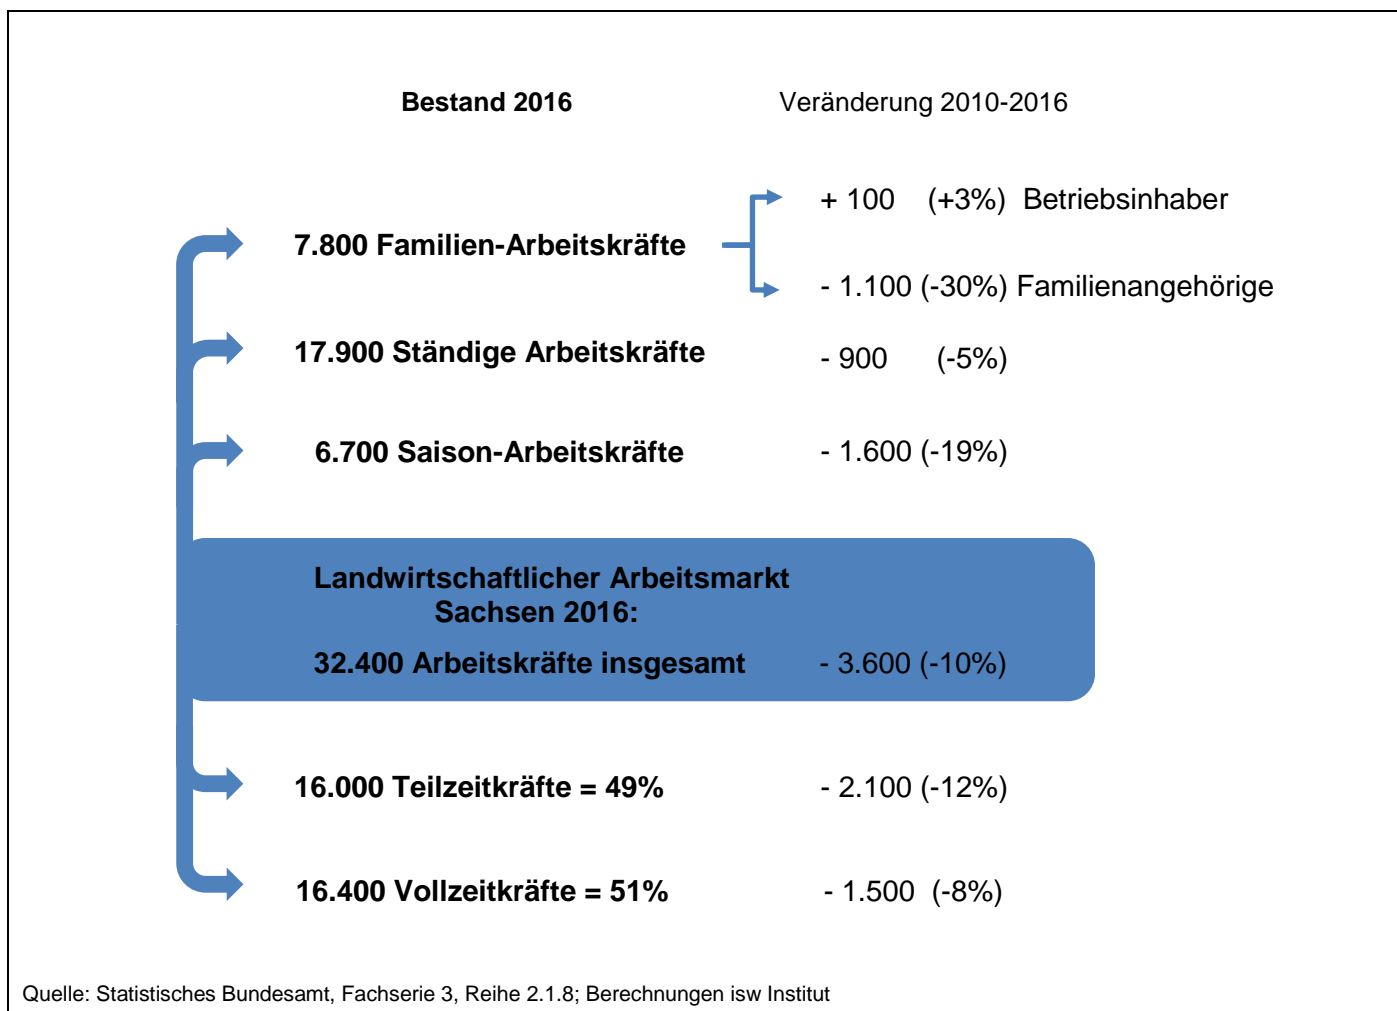 Bestand 2016 Veränderung 2010-2016
+ 100 (+3%) Betriebsinhaber
7.800 Familien-Arbeitskräfte
- 1.100 (-30%) Familienangehörige
17.900 Ständige Arbeitskräfte - 900 (-5%)
6.700 Saison-Arbeitskräfte - 1.600 (-19%)
Landwirtschaftlicher Arbeitsmarkt
Sachsen 2016:
32.400 Arbeitskräfte insgesamt - 3.600 (-10%)
16.000 Teilzeitkräfte = 49% - 2.100 (-12%)
16.400 Vollzeitkräfte = 51% - 1.500 (-8%)
Quelle: Statistisches Bundesamt, Fachserie 3, Reihe 2.1.8; Berechnungen isw Institut